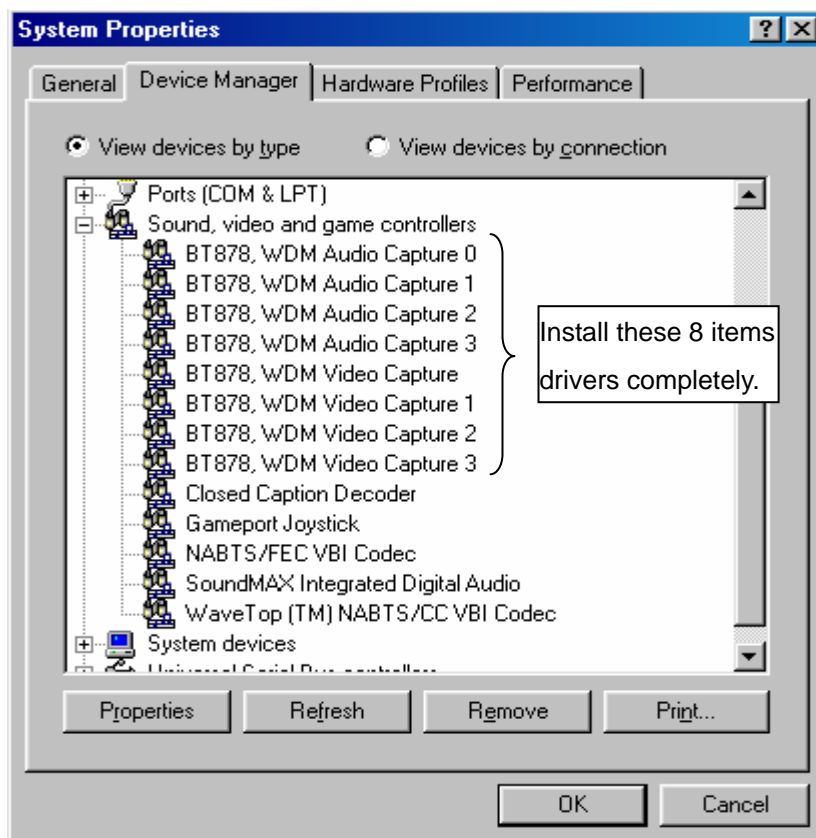 System Properties
General Device Manager Hardware Profiles Performance
View devices by type View devices by connection
Ports (COM & LPT)
Sound, video and game controllers
BT878, WDM Audio Capture 0
BT878, WDM Audio Capture 1
BT878, WDM Audio Capture 2
BT878, WDM Audio Capture 3
BT878, WDM Video Capture
BT878, WDM Video Capture 1
BT878, WDM Video Capture 2
BT878, WDM Video Capture 3
Install these 8 items
drivers completely.
Closed Caption Decoder
Gameport Joystick
NABTS/FEC VBI Codec
SoundMAX Integrated Digital Audio
WaveTop (TM) NABTS/CC VBI Codec
System devices
Universal Serial Bus controllers
Properties Refresh Remove Print...
OK Cancel